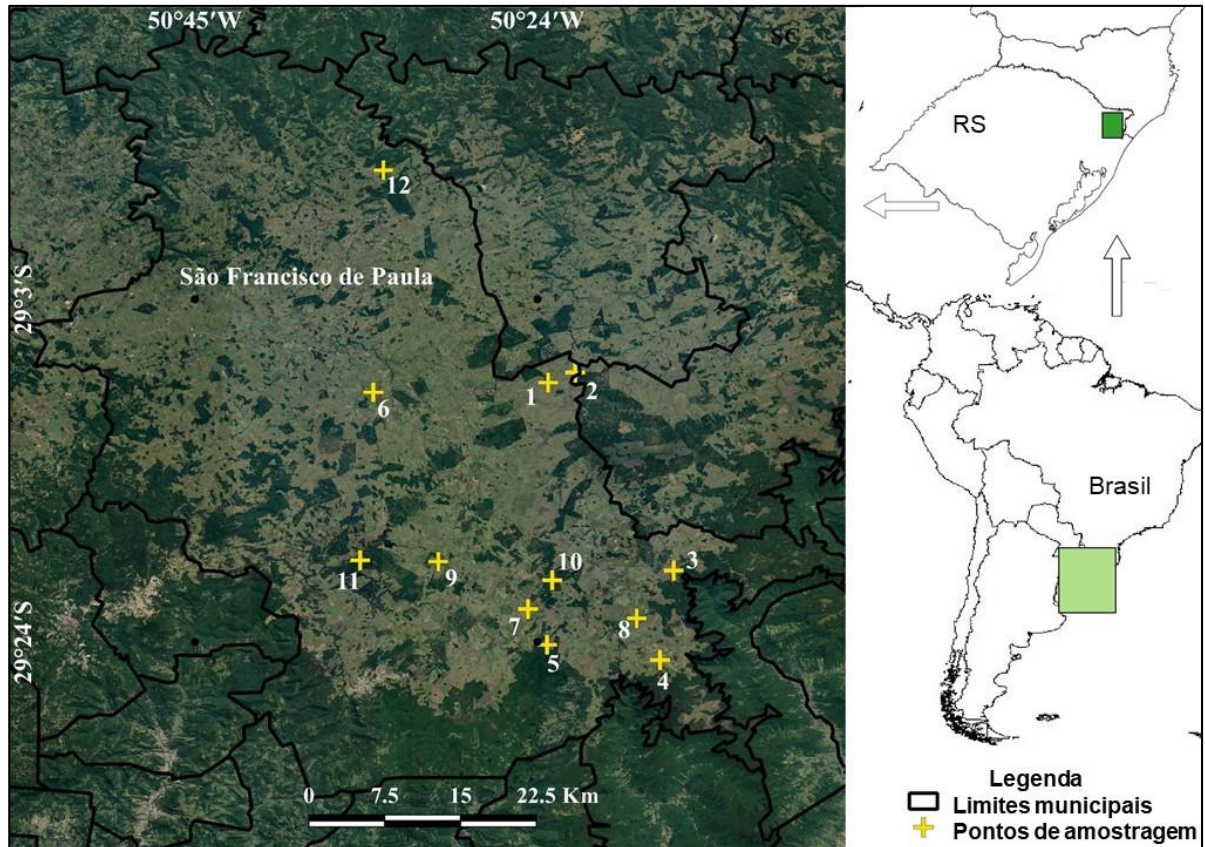 50°45'W 50°24'W
SC
12
São Francisco de Paula
29°3'S
1 2
6
10 3
11 9
7 8
29°24'S
5 4
0 7.5 15 22.5 Km
RS
Brasil
Legenda
Limites municipais
Pontos de amostragem